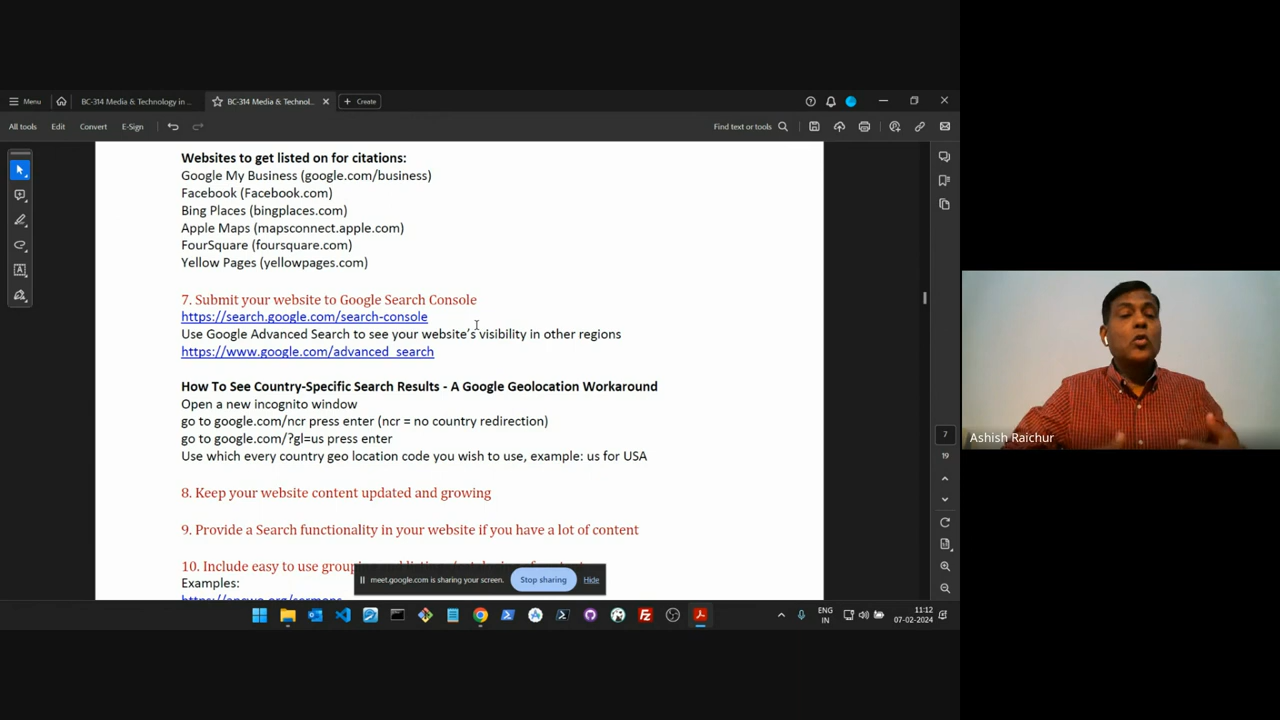 Menu
BC-314 Media & Technology in ...
BC-314 Media & Technol...
Create
All tools
Edit
Convert
E-Sign
Find text or tools
Websites to get listed on for citations:
Google My Business (google.com/business)
Facebook (Facebook.com)
Bing Places (bingplaces.com)
Apple Maps (mapsconnect.apple.com)
FourSquare (foursquare.com)
Yellow Pages (yellowpages.com)
7. Submit your website to Google Search Console
https://search.google.com/search-console
Use Google Advanced Search to see your website’s visibility in other regions
https://www.google.com/advanced_search
How To See Country-Specific Search Results - A Google Geolocation Workaround
Open a new incognito window
go to google.com/ncr press enter (ncr = no country redirection)
go to google.com/?gl=us press enter
Use which every country geo location code you wish to use, example: us for USA
8. Keep your website content updated and growing
9. Provide a Search functionality in your website if you have a lot of content
10. Include easy to use
Examples:
meet.google.com is sharing your screen.
Stop sharing
Hide
7
19
ENG
IN
11:12
07-02-2024
Ashish Raichur